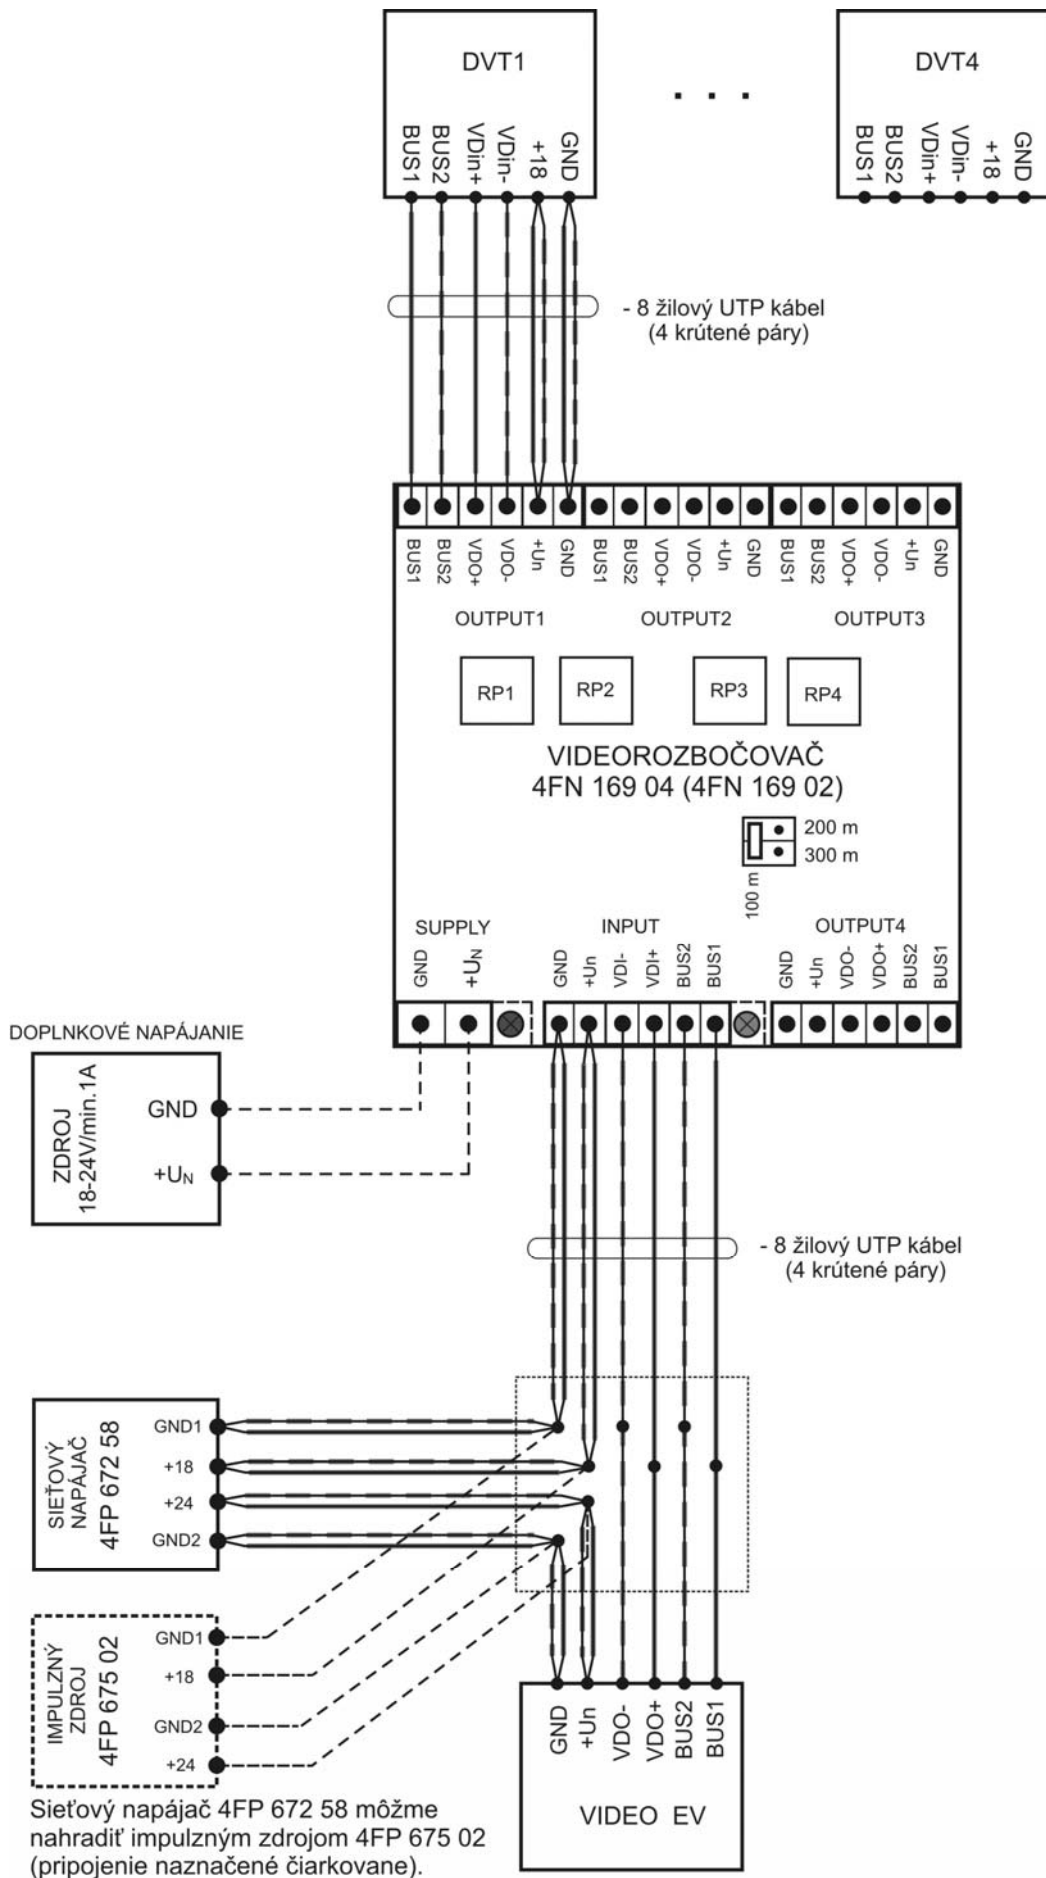 DVT1
DVT4
BUS1 BUS2 VDin+ VDin- +18 GND
BUS1 BUS2 VDin+ VDin- +18 GND
- 8 žilový UTP kábel
(4 krútené páry)
BUS1 BUS2 VDO+ VDO- +Un GND BUS1 BUS2 VDO+ VDO- +Un GND BUS1 BUS2 VDO+ VDO- +Un GND
OUTPUT1 OUTPUT2 OUTPUT3
RP1 RP2 RP3 RP4
VIDEOROZBOČOVAČ
4FN 169 04 (4FN 169 02)
200 m
300 m
100 m
SUPPLY INPUT OUTPUT4
GND +UN GND +Un VDI- VDI+ BUS2 BUS1 GND +Un VDO- VDO+ BUS2 BUS1
DOPLNKOVÉ NAPÁJANIE
ZDROJ
18-24V/min.1A
GND
+UN
- 8 žilový UTP kábel
(4 krútené páry)
SIEŤOVÝ
NAPÁJAČ
4FP 672 58
GND1
+18
+24
GND2
IMPULZNÝ
ZDROJ
4FP 675 02
GND1
+18
GND2
+24
GND +Un VDO- VDO+ BUS2 BUS1
VIDEO EV
Sieťový napájač 4FP 672 58 môžme
nahradiť impulzným zdrojom 4FP 675 02
(pripojenie naznačené čiarkovane).